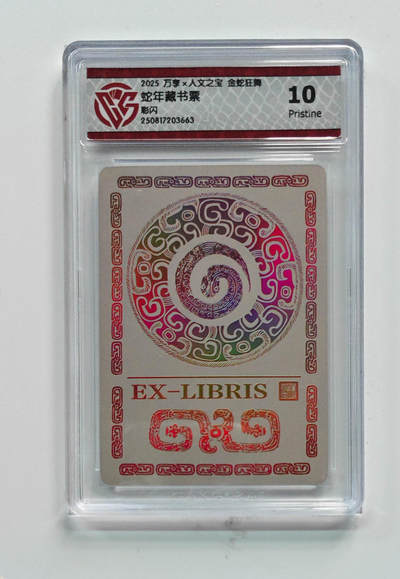 2025 万享×人文之宝 金蛇狂舞
蛇年藏书票
彩闪
250817203663
10
Pristine
EX-LIBRIS